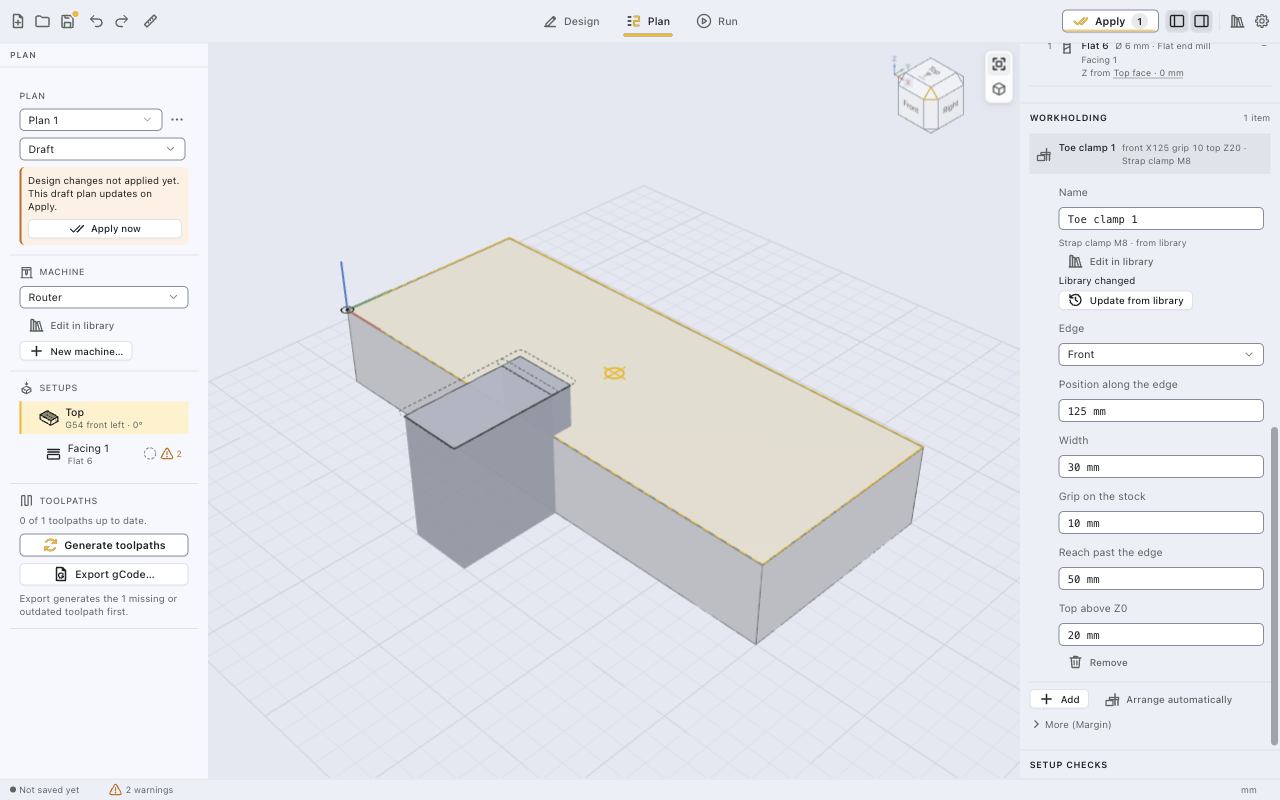 Design
Plan
Run
Apply 1
PLAN
PLAN
Plan 1
Draft
Design changes not applied yet.
This draft plan updates on
Apply.
Apply now
MACHINE
Router
Edit in library
New machine...
SETUPS
Top
G54 front left · 0°
Facing 1
Flat 6
2
TOOLPATHS
0 of 1 toolpaths up to date.
Generate toolpaths
Export gCode...
Export generates the 1 missing or
outdated toolpath first.
Not saved yet
2 warnings
Front
Right
Z
Y
X
1 Flat 6 Ø 6 mm · Flat end mill
Facing 1
Z from Top face · 0 mm
WORKHOLDING 1 item
Toe clamp 1 front X125 grip 10 top Z20 ·
Strap clamp M8
Name
Toe clamp 1
Strap clamp M8 · from library
Edit in library
Library changed
Update from library
Edge
Front
Position along the edge
125 mm
Width
30 mm
Grip on the stock
10 mm
Reach past the edge
50 mm
Top above Z0
20 mm
Remove
Add
Arrange automatically
More (Margin)
SETUP CHECKS
mm